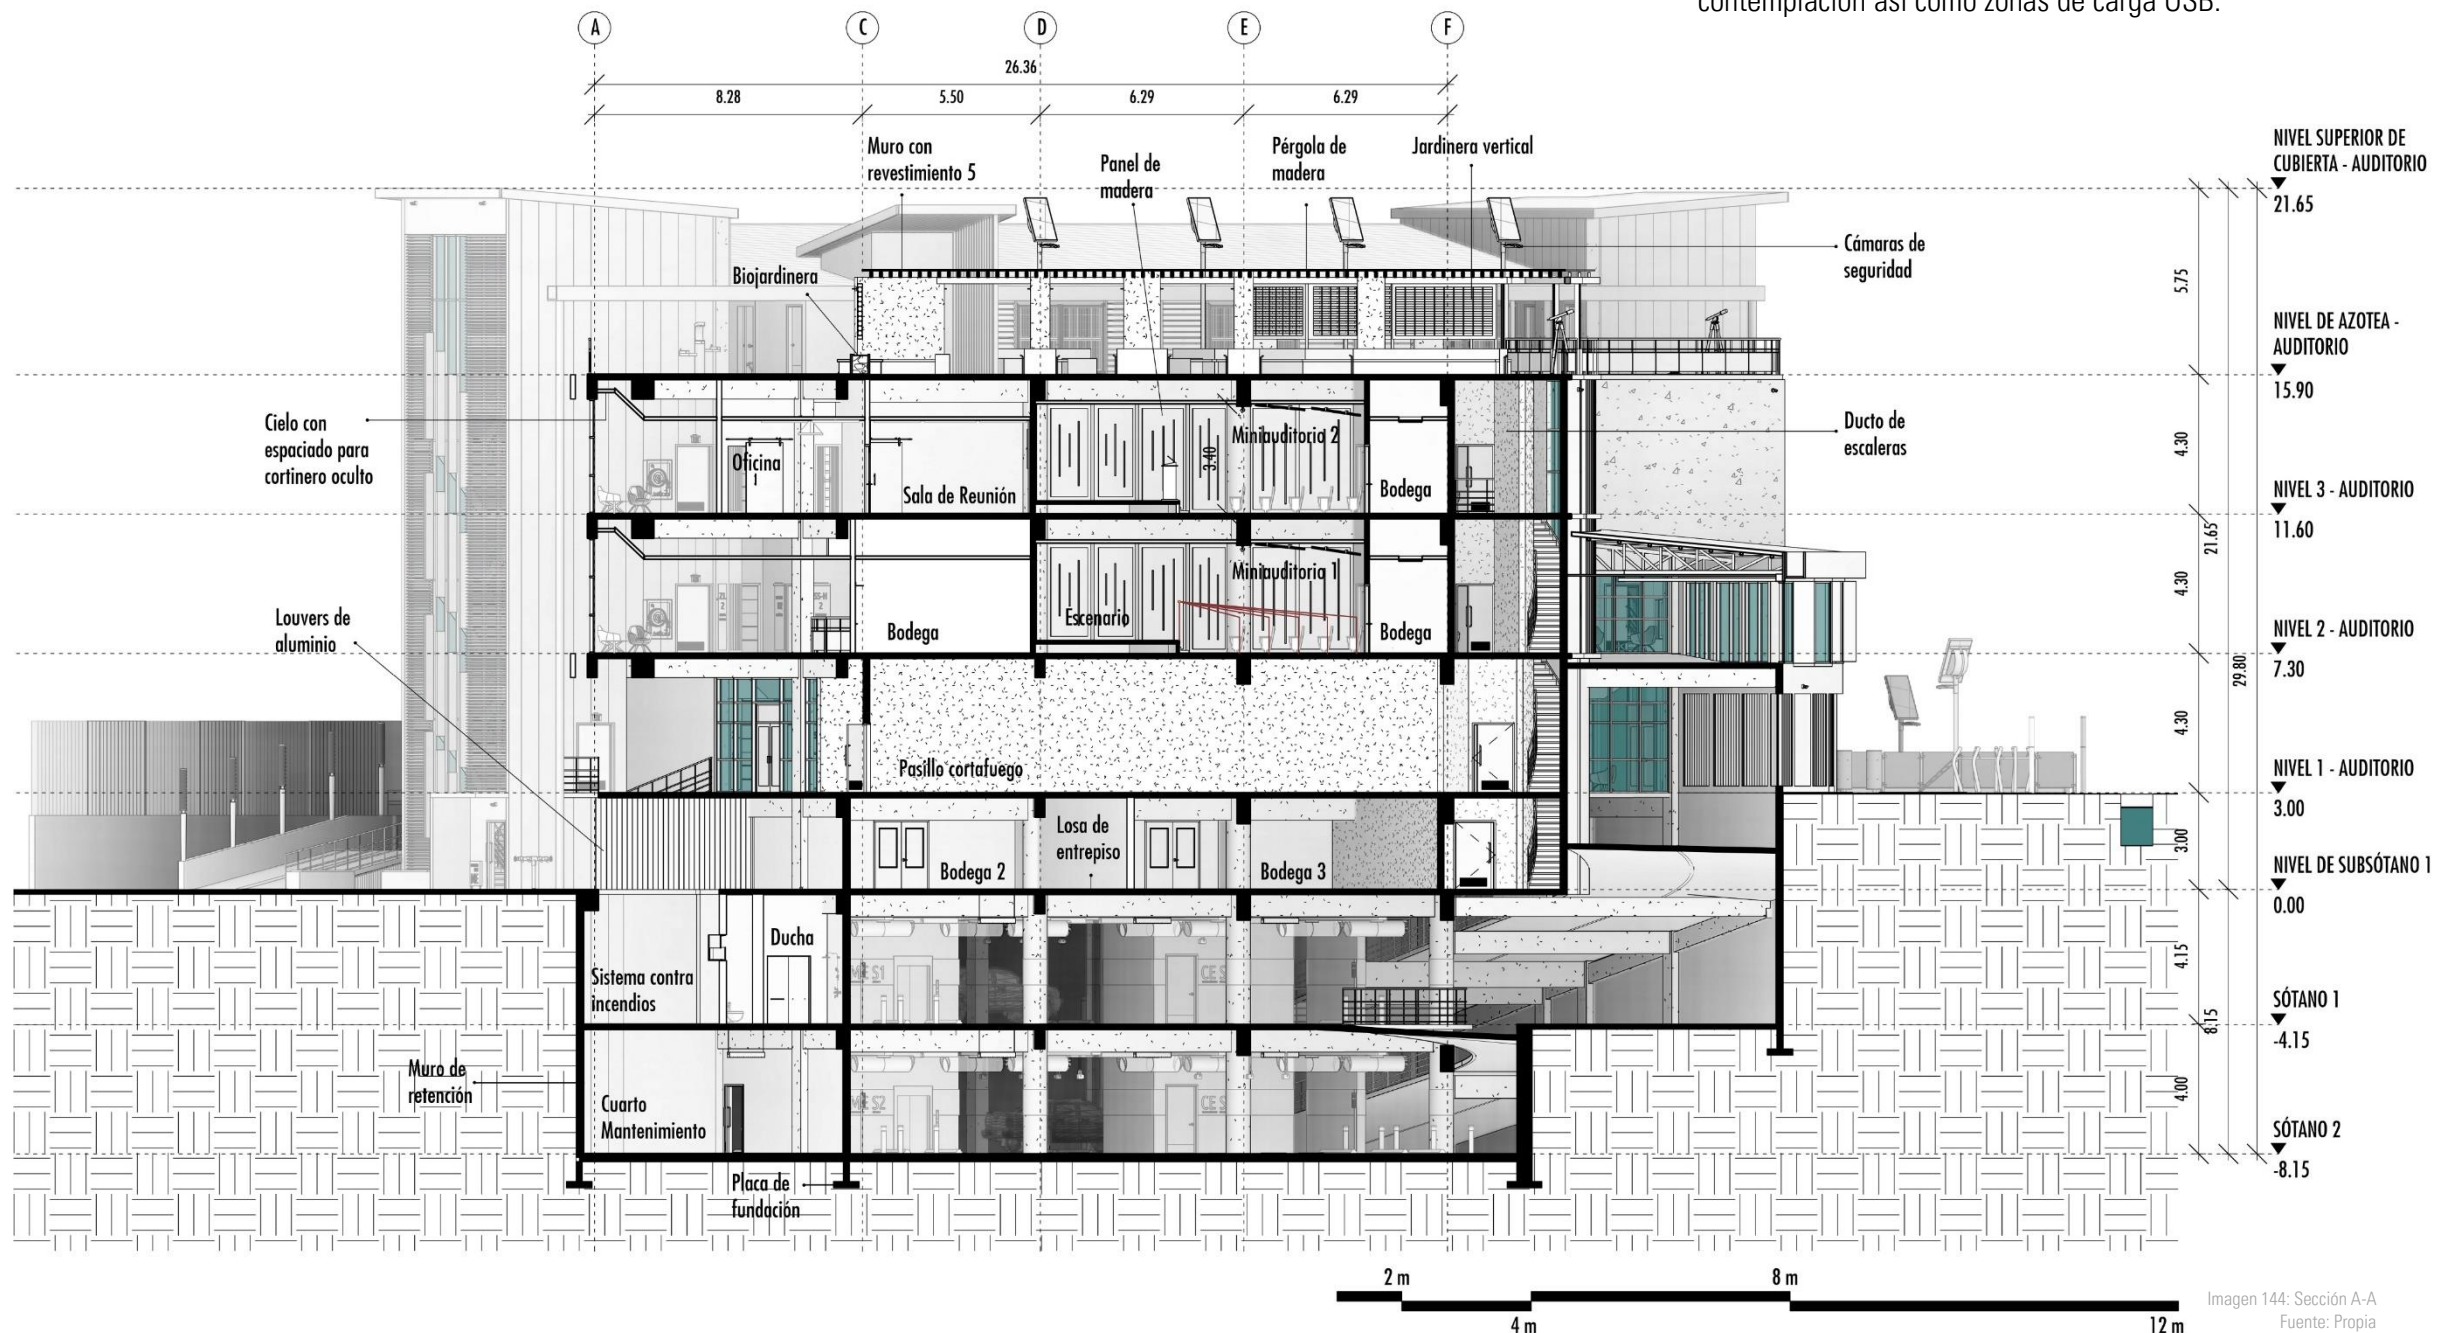 contemplación así como zonas de carga USB.
A
C
D
E
F
26.36
8.28
5.50
6.29
6.29
Muro con
revestimiento 5
Panel de
madera
Pérgola de
madera
Jardinera vertical
Biojardinera
Cámaras de
seguridad
Cielo con
espaciado para
cortinero oculto
Ducto de
escaleras
Oficina
1
Sala de Reunión
Miniauditorio 2
3.40
Bodega
Louvers de
aluminio
Bodega
Escenario
Miniauditorio 1
Bodega
Pasillo cortafuego
Bodega 2
Losa de
entrepiso
Bodega 3
Sistema contra
incendios
Ducha
S1
CE S
Muro de
retención
Cuarto
Mantenimiento
S2
CE S
Placa de
fundación
NIVEL SUPERIOR DE
CUBIERTA - AUDITORIO
21.65
5.75
NIVEL DE AZOTEA -
AUDITORIO
15.90
4.30
NIVEL 3 - AUDITORIO
11.60
21.65
4.30
NIVEL 2 - AUDITORIO
7.30
29.80
4.30
NIVEL 1 - AUDITORIO
3.00
3.00
NIVEL DE SUBSÓTANO 1
0.00
4.15
SÓTANO 1
-4.15
8.15
4.00
SÓTANO 2
-8.15
2 m
8 m
4 m
12 m
Imagen 144: Sección A-A
Fuente: Propia